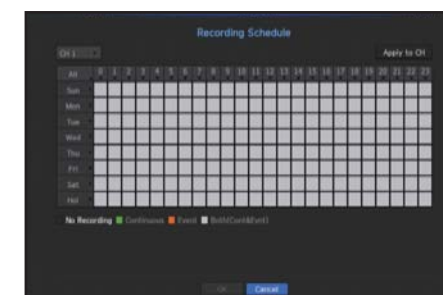 Recording Schedule
CH 1 Apply to CH
All 0 1 2 3 4 5 6 7 8 9 10 11 12 13 14 15 16 17 18 19 20 21 22 23
Sun
Mon
Tue
Wed
Thu
Fri
Sat
Hol
No Recording Continuous Event Both(Cont&Evnt)
OK Cancel